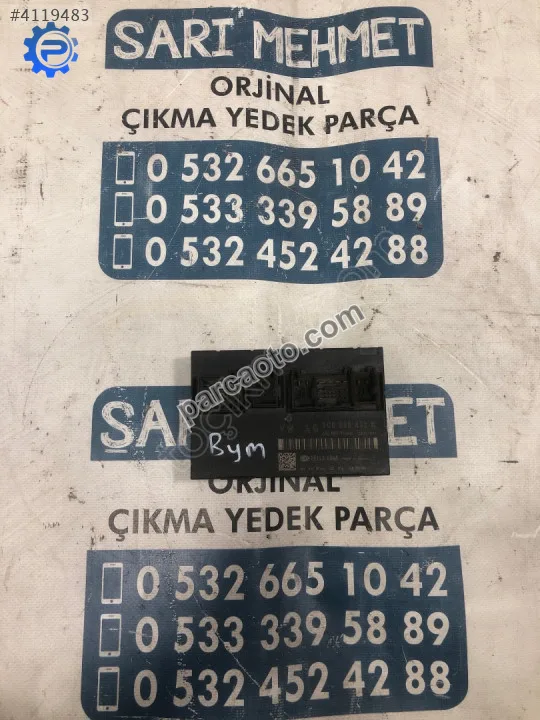 #4119483
SARI MEHMET
ORJİNAL
ÇIKMA YEDEK PARÇA
0 532 665 10 42
0 533 339 58 89
0 532 452 42 88
parcaoto.com
Bym
ŞARI MEHMET
ORJİNAL
ÇIKMA YEDEK PARÇA
0 532 665 10 42
0 533 339 58 89
0 532 452 42 88